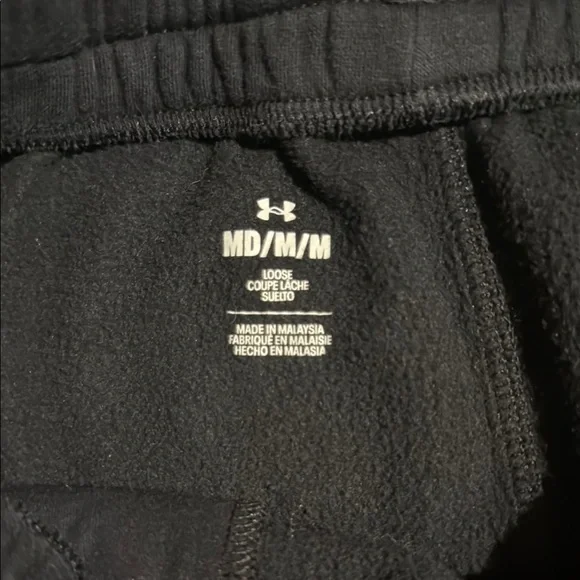 MD/M/M
LOOSE
COUPE LÂCHE
SUELTO
MADE IN MALAYSIA
FABRIQUÉ EN MALAISIE
HECHO EN MALASIA